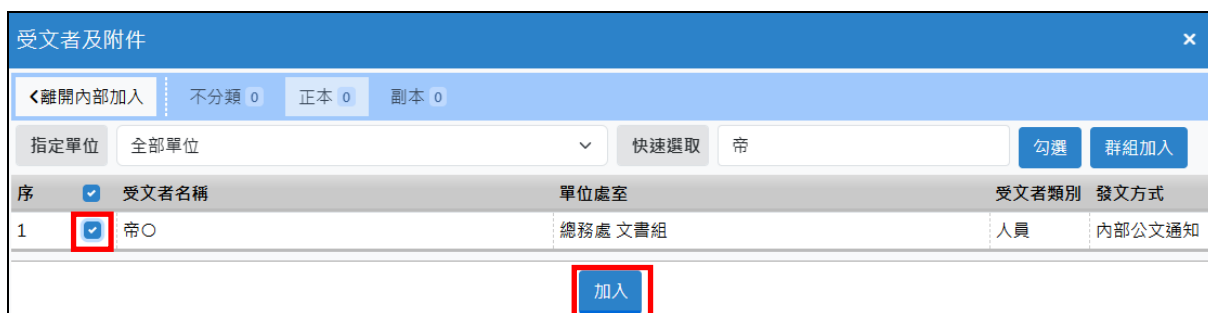 受文者及附件 ×
離開內部加入 不分類 0 正本 0 副本 0
指定單位 全部單位 快速選取 帝 勾選 群組加入
序 受文者名稱 單位處室 受文者類別 發文方式
1 帝○ 總務處 文書組 人員 內部公文通知
加入